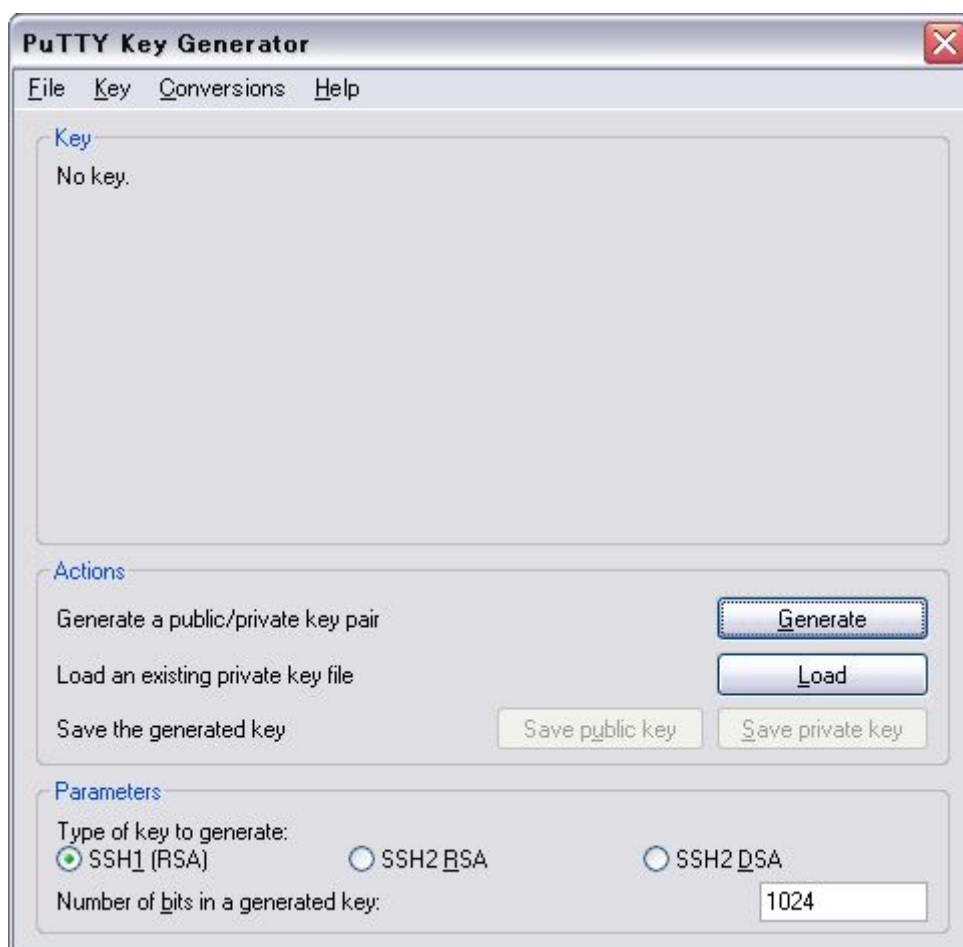 PuTTY Key Generator
File Key Conversions Help
Key
No key.
Actions
Generate a public/private key pair Generate
Load an existing private key file Load
Save the generated key Save public key Save private key
Parameters
Type of key to generate:
SSH1 (RSA) SSH2 RSA SSH2 DSA
Number of bits in a generated key: 1024